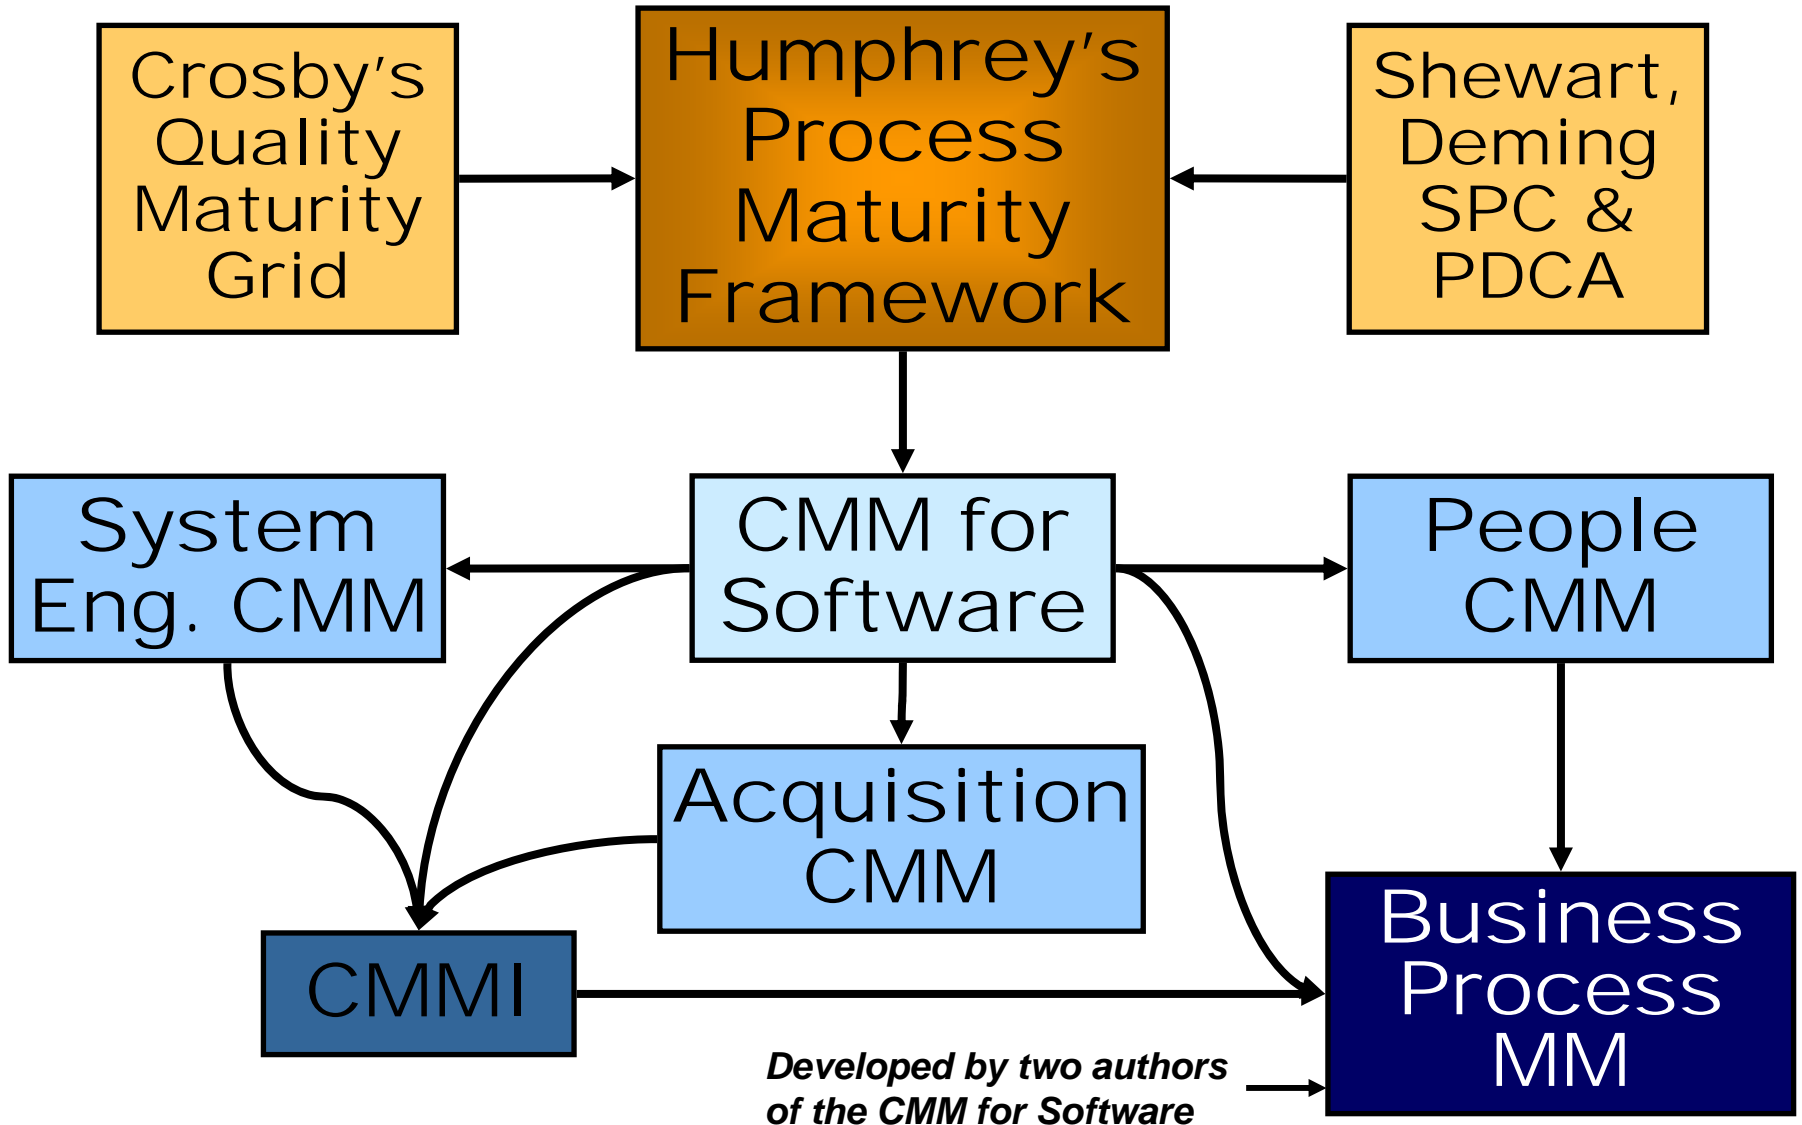 Crosby's
Quality
Maturity
Grid
Humphrey's
Process
Maturity
Framework
Shewart,
Deming
SPC &
PDCA
System
Eng. CMM
CMM for
Software
People
CMM
Acquisition
CMM
CMMI
Business
Process
MM
Developed by two authors
of the CMM for Software